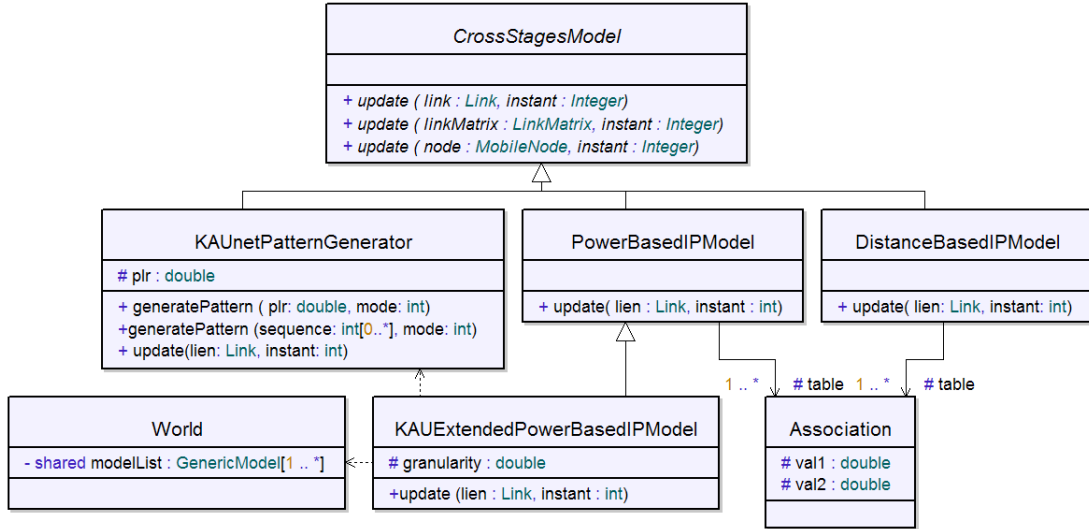 CrossStagesModel
+ update ( link : Link, instant : Integer)
+ update ( linkMatrix : LinkMatrix, instant : Integer)
+ update ( node : MobileNode, instant : Integer)
KAUnetPatternGenerator
# plr : double
+ generatePattern ( plr: double, mode: int)
+generatePattern (sequence: int[0..*], mode: int)
+ update(lien: Link, instant: int)
PowerBasedIPModel
+ update( lien : Link, instant : int)
DistanceBasedIPModel
+ update( lien: Link, instant: int)
1 .. * # table 1 .. * # table
World
- shared modelList : GenericModel[1 .. *]
KAUExtendedPowerBasedIPModel
# granularity : double
+update (lien : Link, instant : int)
Association
# val1 : double
# val2 : double